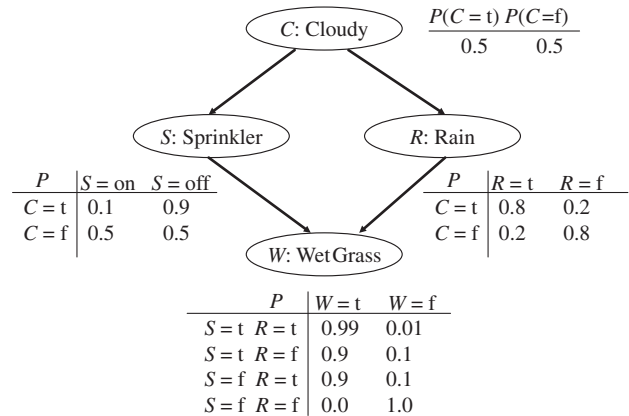 C: Cloudy
P(C = t) P(C=f)
0.5 0.5
S: Sprinkler
R: Rain
P S = on S = off
C = t 0.1 0.9
C = f 0.5 0.5
P R = t R = f
C = t 0.8 0.2
C = f 0.2 0.8
W: WetGrass
P W = t W = f
S = t R = t 0.99 0.01
S = t R = f 0.9 0.1
S = f R = t 0.9 0.1
S = f R = f 0.0 1.0